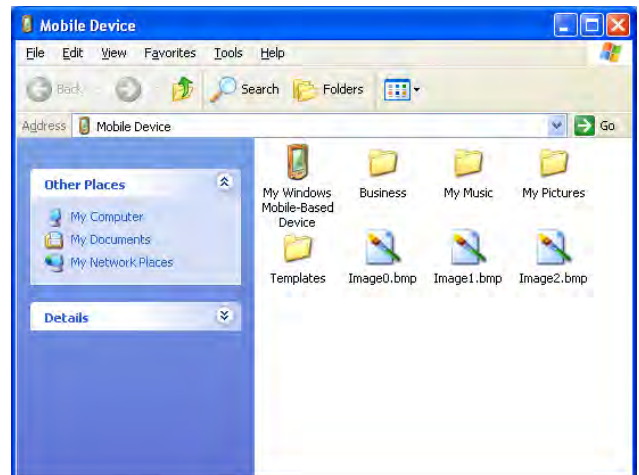 Mobile Device
File Edit View Favorites Tools Help
Back Search Folders
Address Mobile Device Go
Other Places
My Computer
My Documents
My Network Places
Details
My Windows
Mobile-Based
Device
Business
My Music
My Pictures
Templates
Image0.bmp
Image1.bmp
Image2.bmp